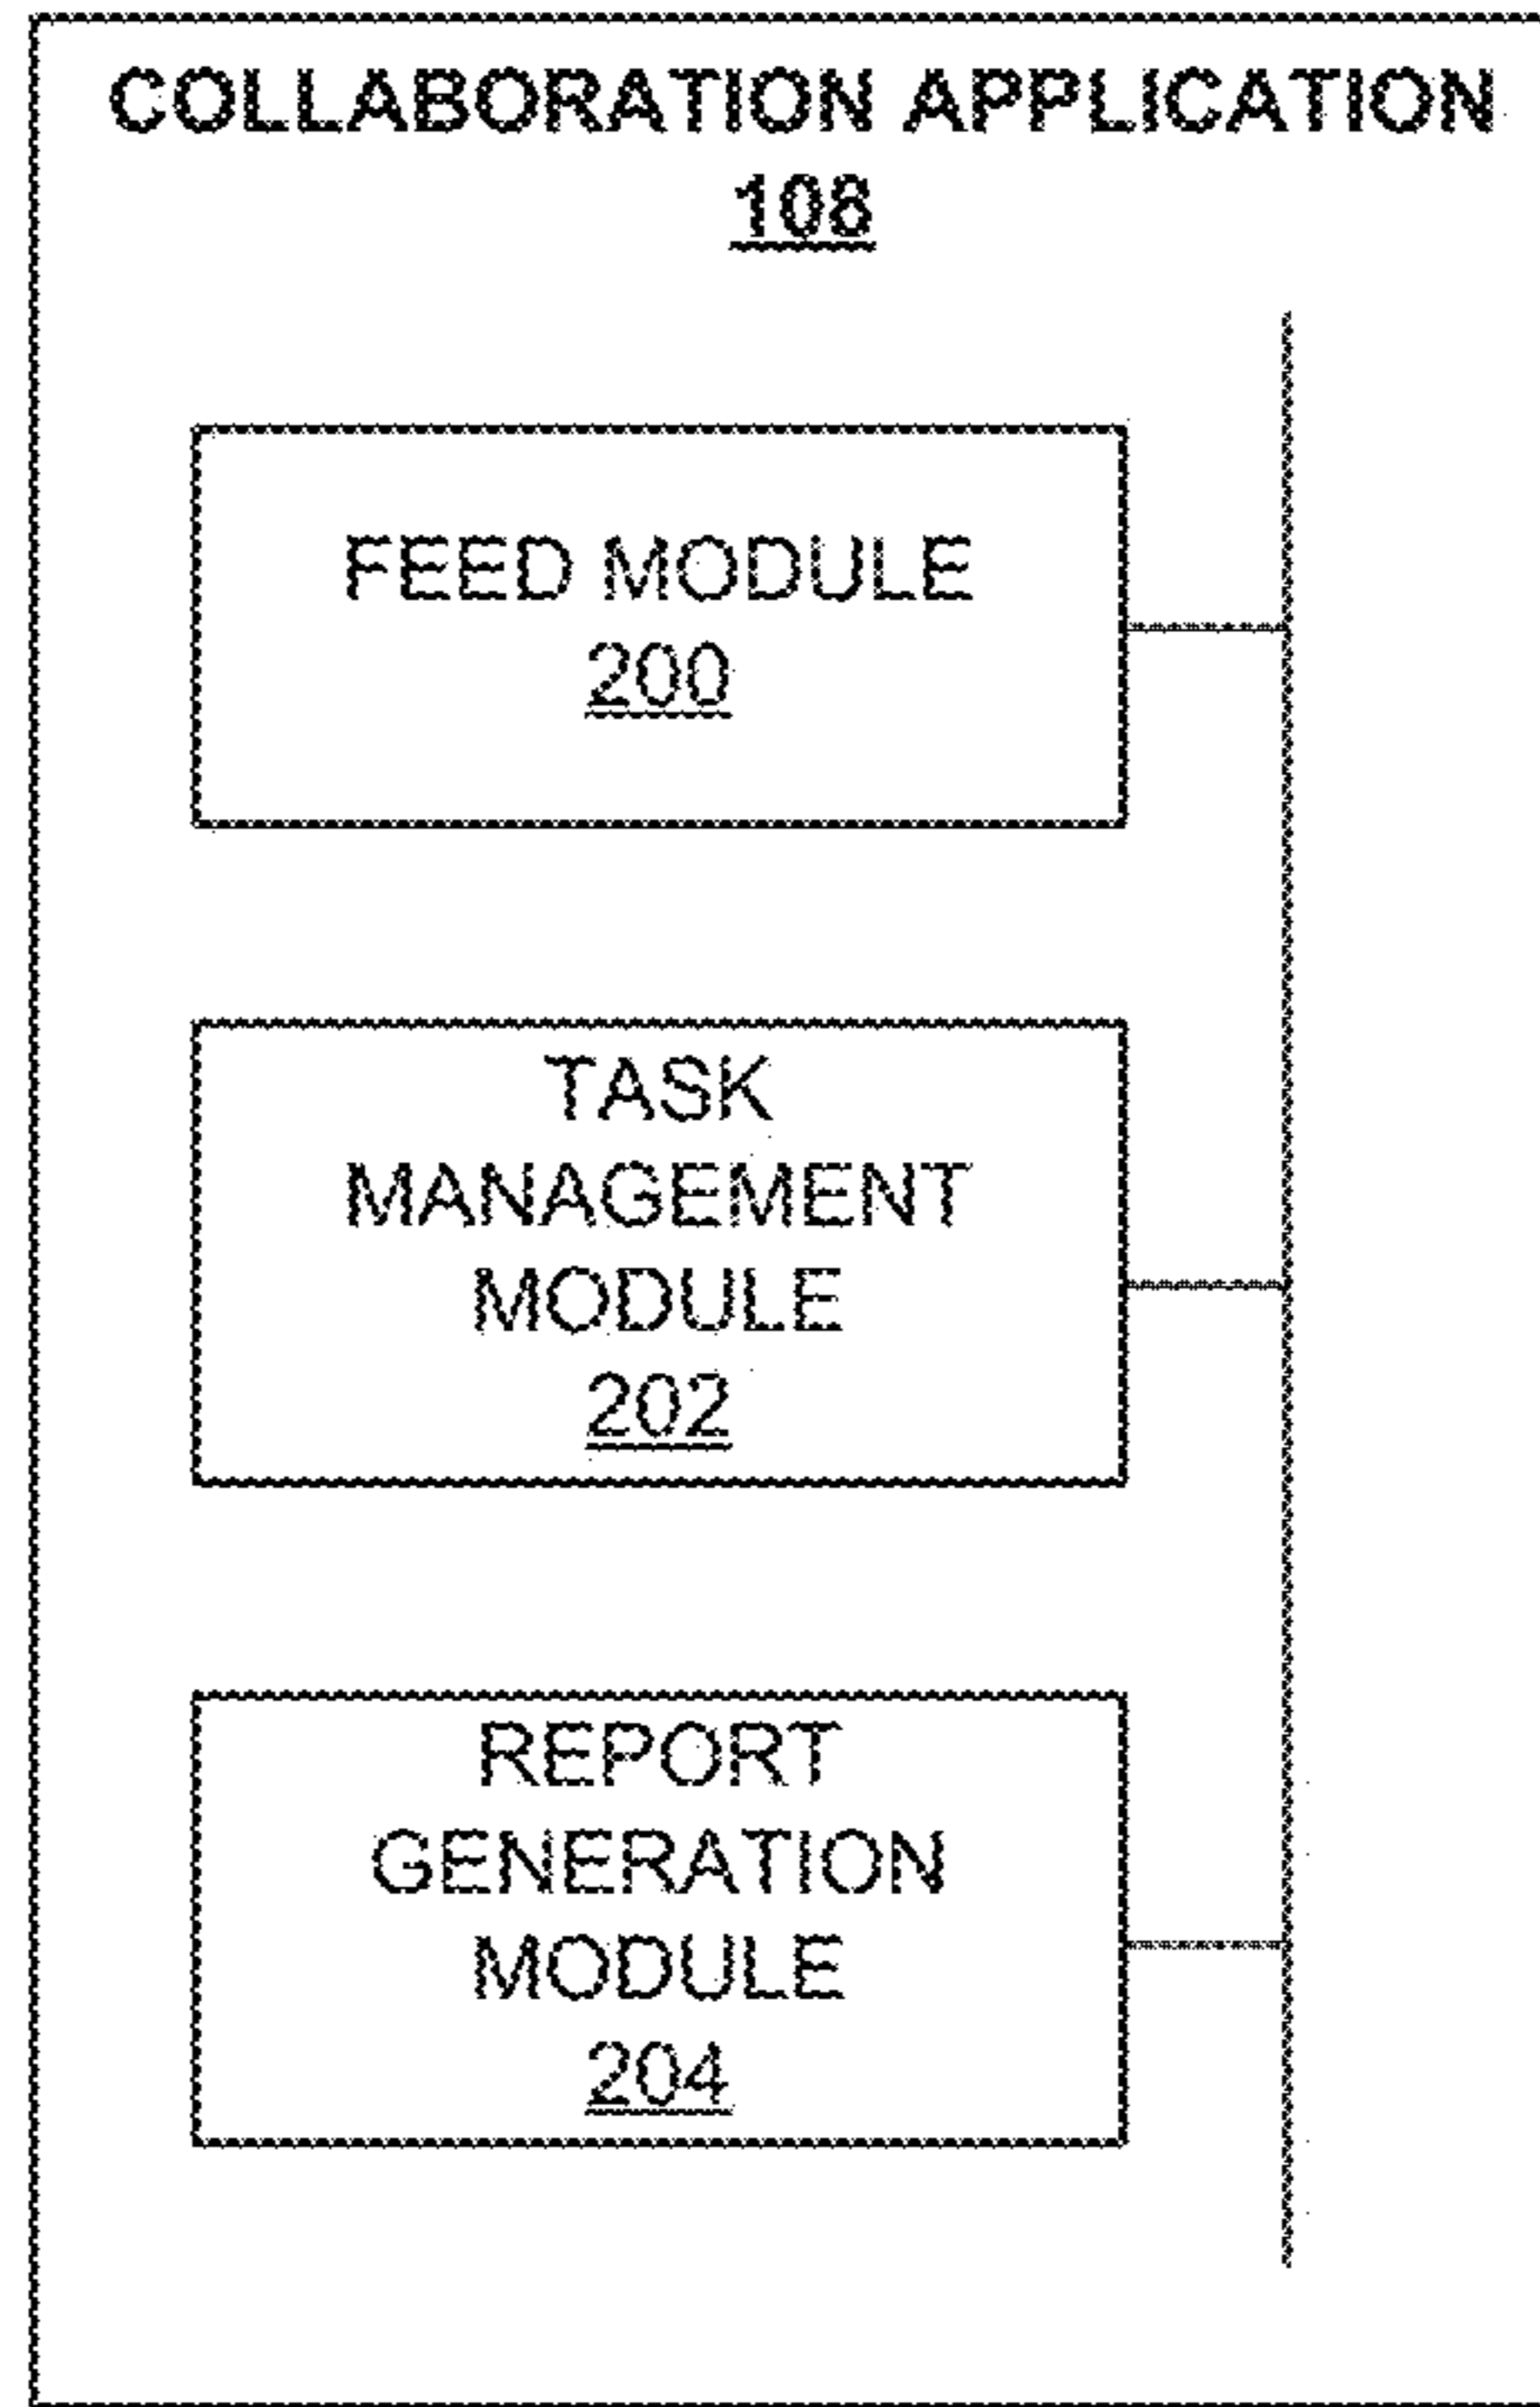 COLLABORATION APPLICATION
108
FEED MODULE
200
TASK
MANAGEMENT
MODULE
202
REPORT
GENERATION
MODULE
204